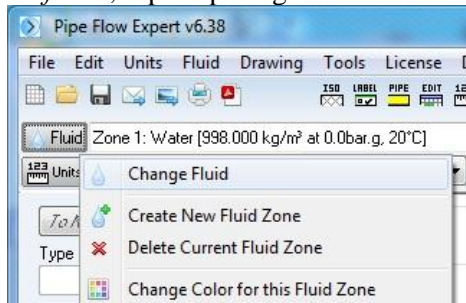 Pipe Flow Expert v6.38
File Edit Units Fluid Drawing Tools License
ISO LABEL PIPE EDIT
Fluid Zone 1: Water [998.000 kg/m³ at 0.0bar.g, 20°C]
123 Units
Change Fluid
Create New Fluid Zone
Type
Delete Current Fluid Zone
Change Color for this Fluid Zone